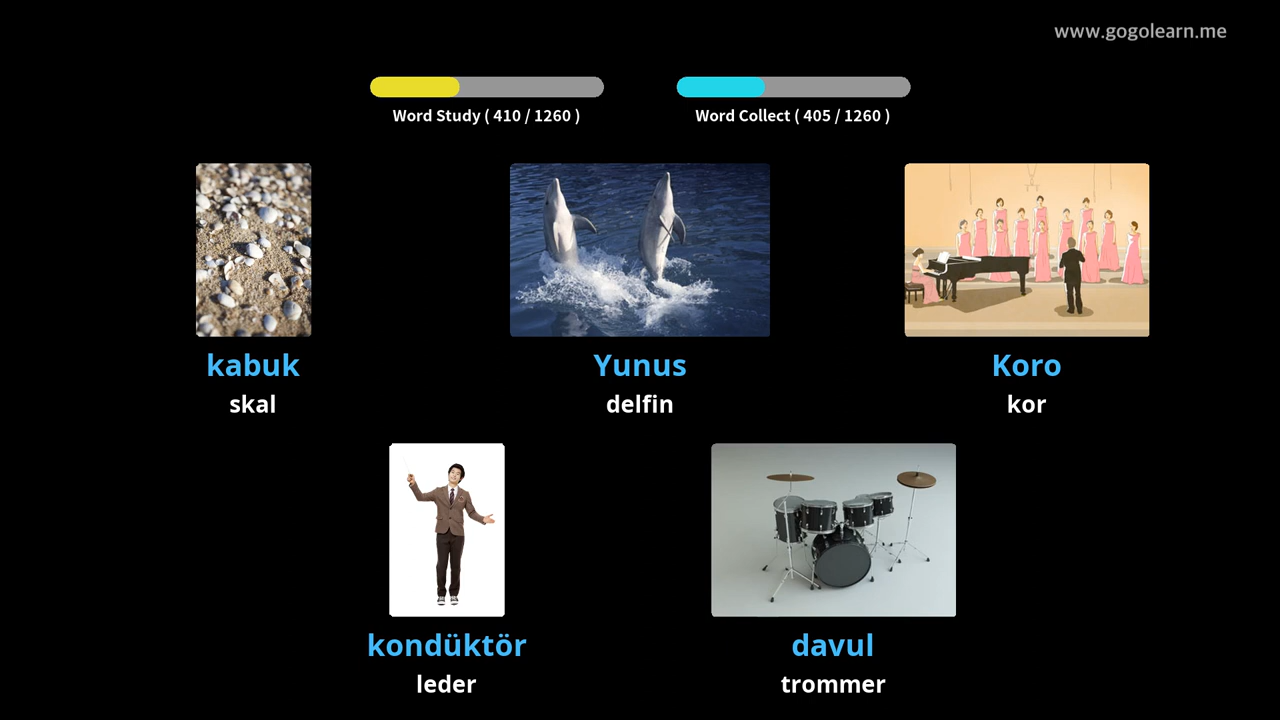 www.gogolearn.me
Word Study ( 410 / 1260 )
Word Collect ( 405 / 1260 )
kabuk
skal
Yunus
delfin
Koro
kor
kondüktör
leder
davul
trommer